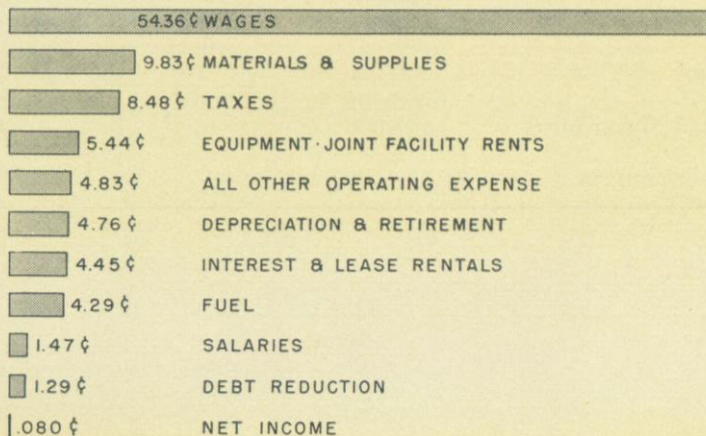 54.36¢ WAGES
9.83¢ MATERIALS & SUPPLIES
8.48¢ TAXES
5.44¢ EQUIPMENT·JOINT FACILITY RENTS
4.83¢ ALL OTHER OPERATING EXPENSE
4.76¢ DEPRECIATION & RETIREMENT
4.45¢ INTEREST & LEASE RENTALS
4.29¢ FUEL
1.47¢ SALARIES
1.29¢ DEBT REDUCTION
.080¢ NET INCOME